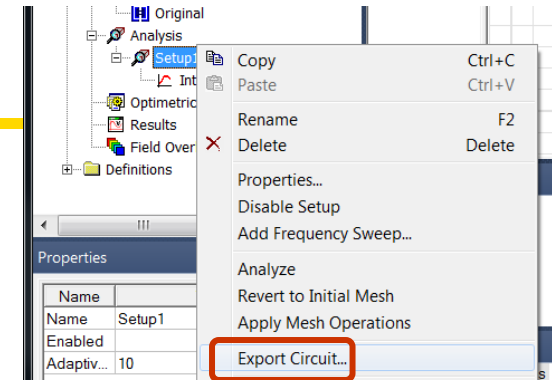 Original
Analysis
Setup1
Copy Ctrl+C
Int
Paste Ctrl+V
Optimetric
Rename F2
Results
Field Over
Delete Delete
Definitions
Properties...
Disable Setup
Add Frequency Sweep...
Properties
Analyze
Name
Revert to Initial Mesh
Name Setup1
Apply Mesh Operations
Enabled
Adaptiv... 10
Export Circuit...
s